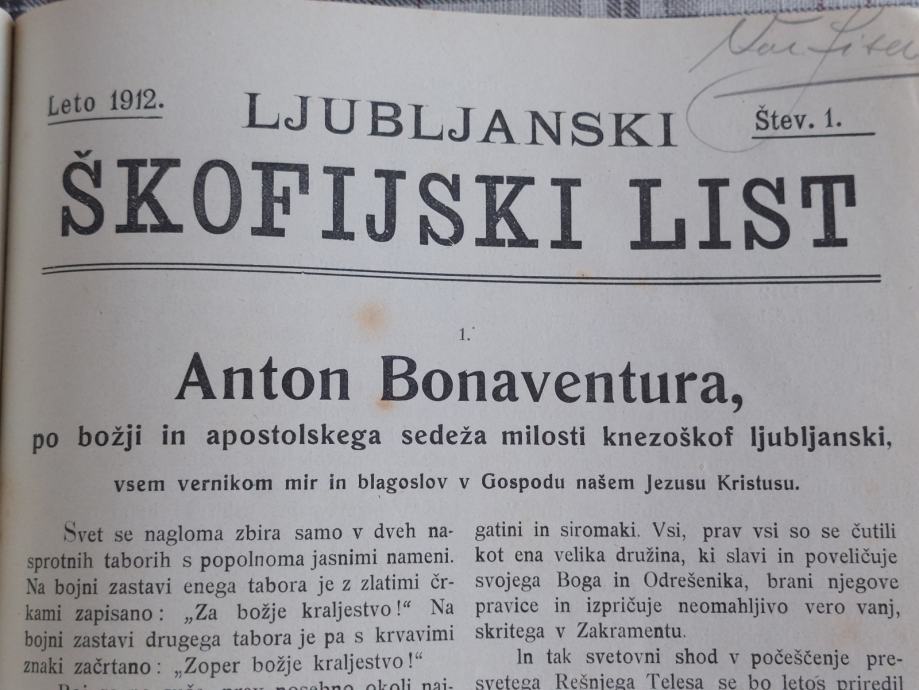 Leto 1912.
LJUBLJANSKI
Štev. 1.
ŠKOFIJSKI LIST
1.
Anton Bonaventura,
po božji in apostolskega sedeža milosti knezoškof ljubljanski,
vsem vernikom mir in blagoslov v Gospodu našem Jezusu Kristusu.
Svet se nagloma zbira samo v dveh na-
sprotnih taborih s popolnoma jasnimi nameni.
Na bojni zastavi enega tabora je z zlatimi čr-
kami zapisano: „Za božje kraljestvo!“ Na
bojni zastavi drugega tabora je pa s krvavimi
znaki začrtano: „Zoper božje kraljestvo!“
prav posebno okoli naj-
gatini in siromaki. Vsi, prav vsi so se čutili
kot ena velika družina, ki slavi in poveličuje
svojega Boga in Odrešenika, brani njegove
pravice in izpričuje neomahljivo vero vanj,
skritega v Zakramentu.
In tak svetovni shod v počeščenje pre-
svetega Rešnjega Telesa se bo letos priredil